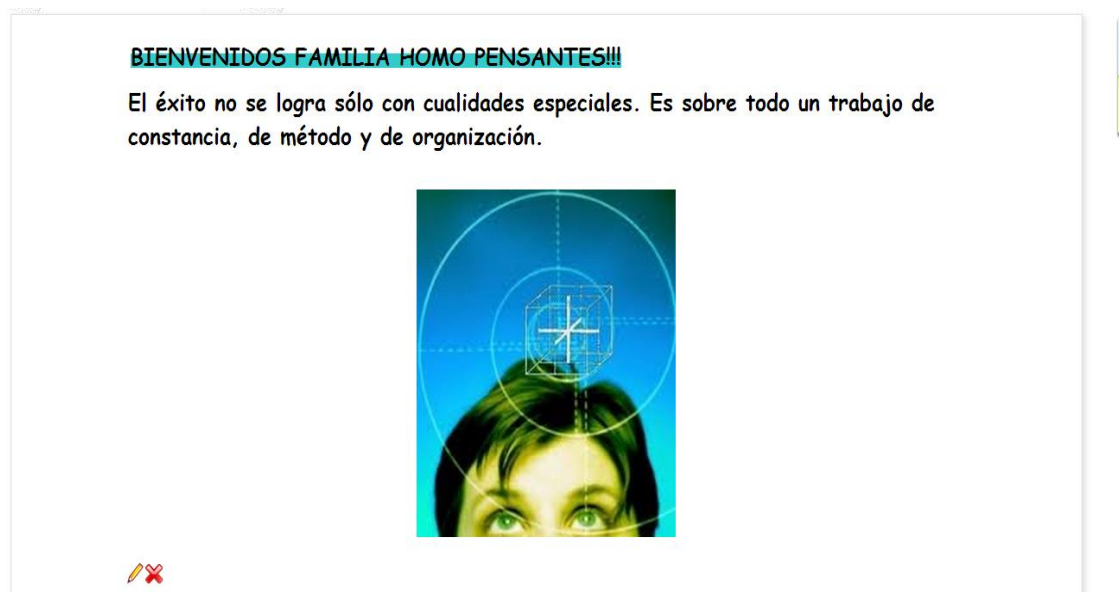 BIENVENIDOS FAMILIA HOMO PENSANTES!!!
El éxito no se logra sólo con cualidades especiales. Es sobre todo un trabajo de
constancia, de método y de organización.